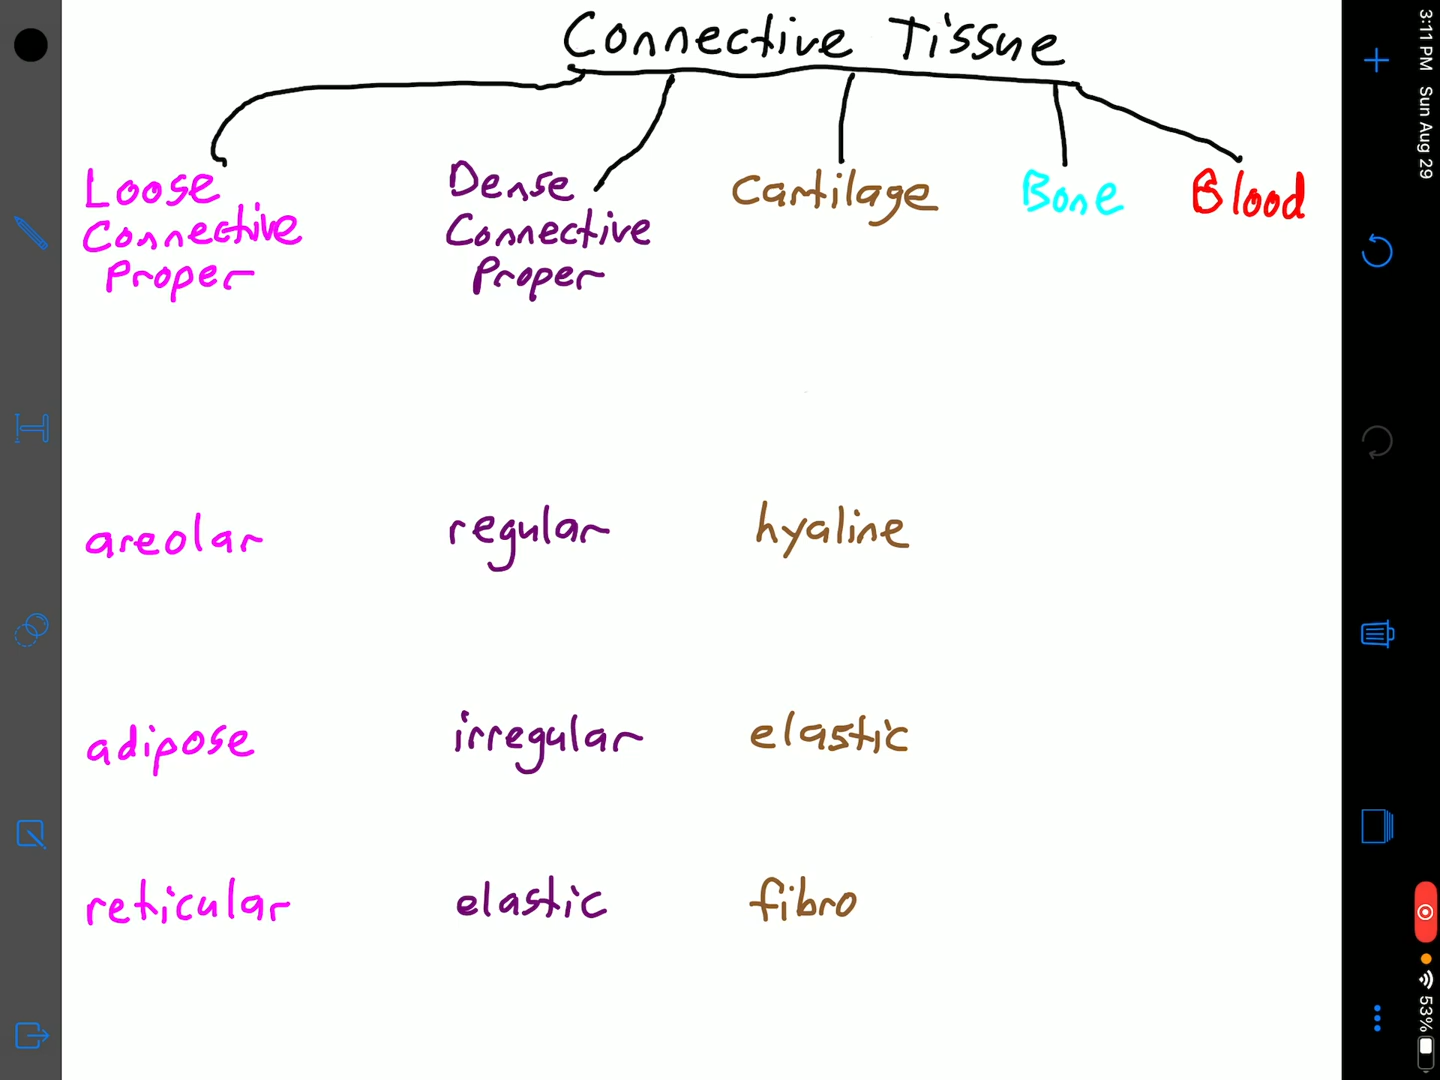 Connective Tissue
Loose
Connective
Proper
Dense
Connective
Proper
Cartilage
Bone
Blood
areolar
regular
hyaline
adipose
irregular
elastic
reticular
elastic
fibro
3:11 PM Sun Aug 29
53%